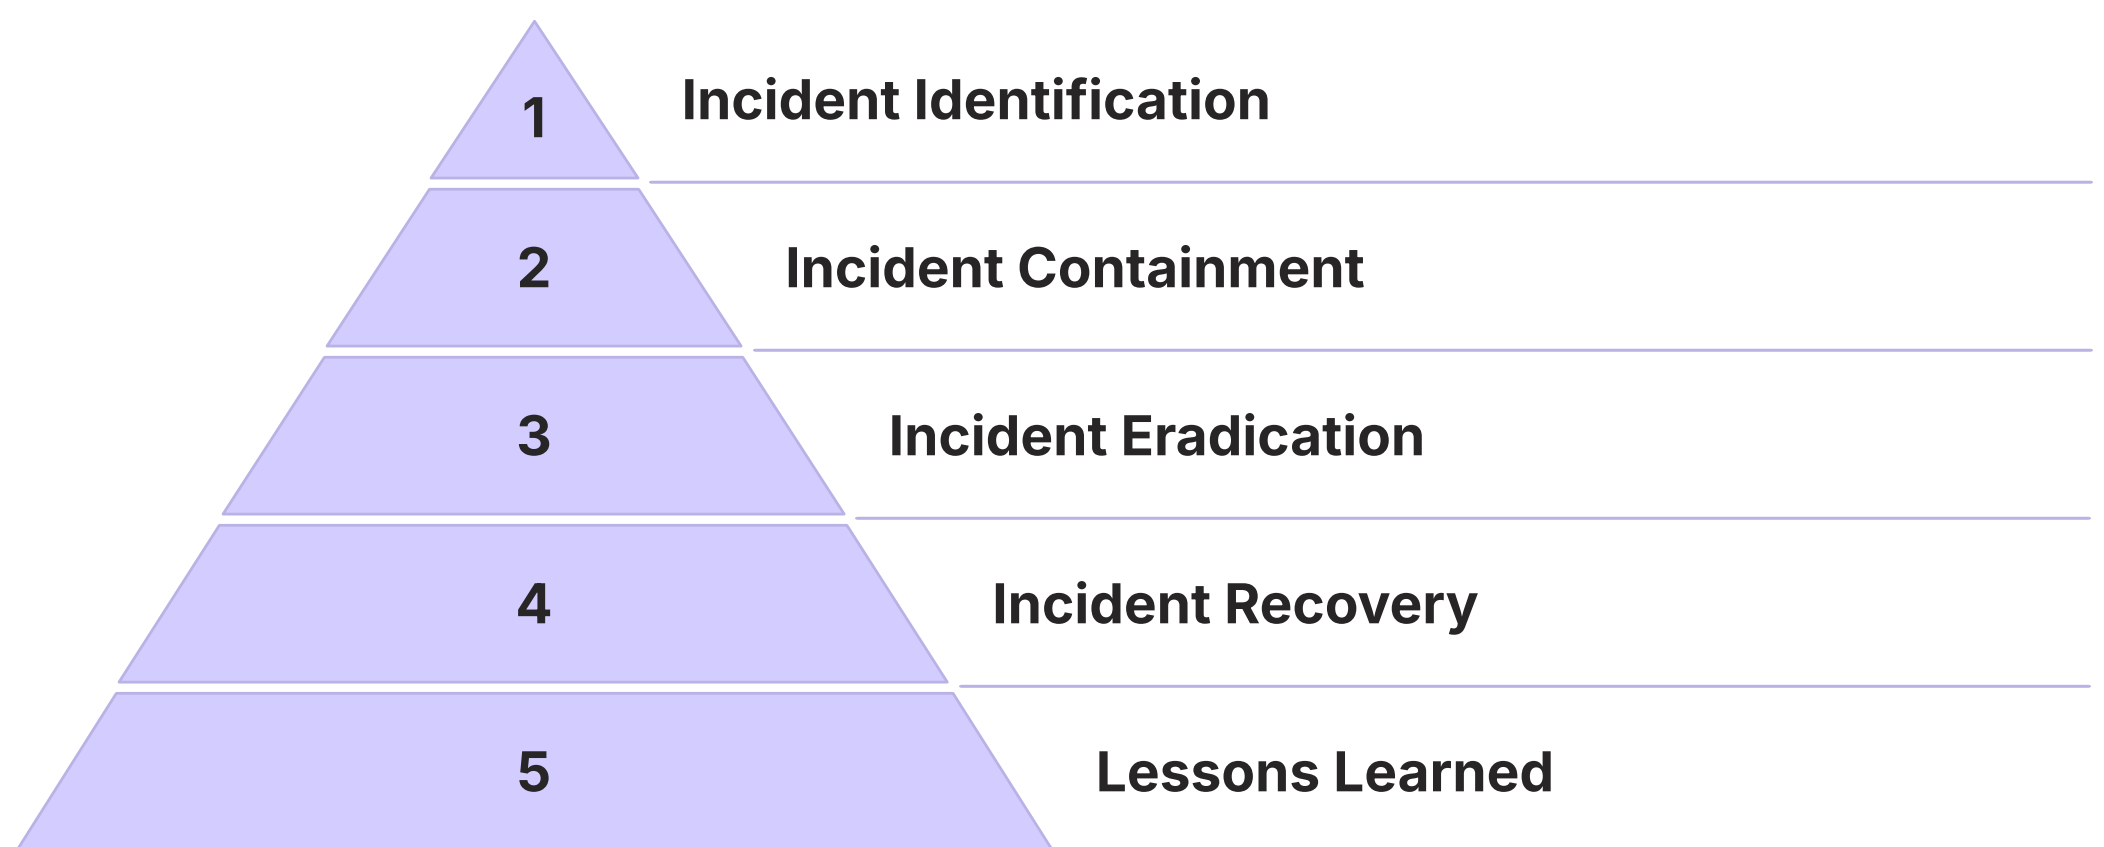 1 Incident Identification
2 Incident Containment
3 Incident Eradication
4 Incident Recovery
5 Lessons Learned